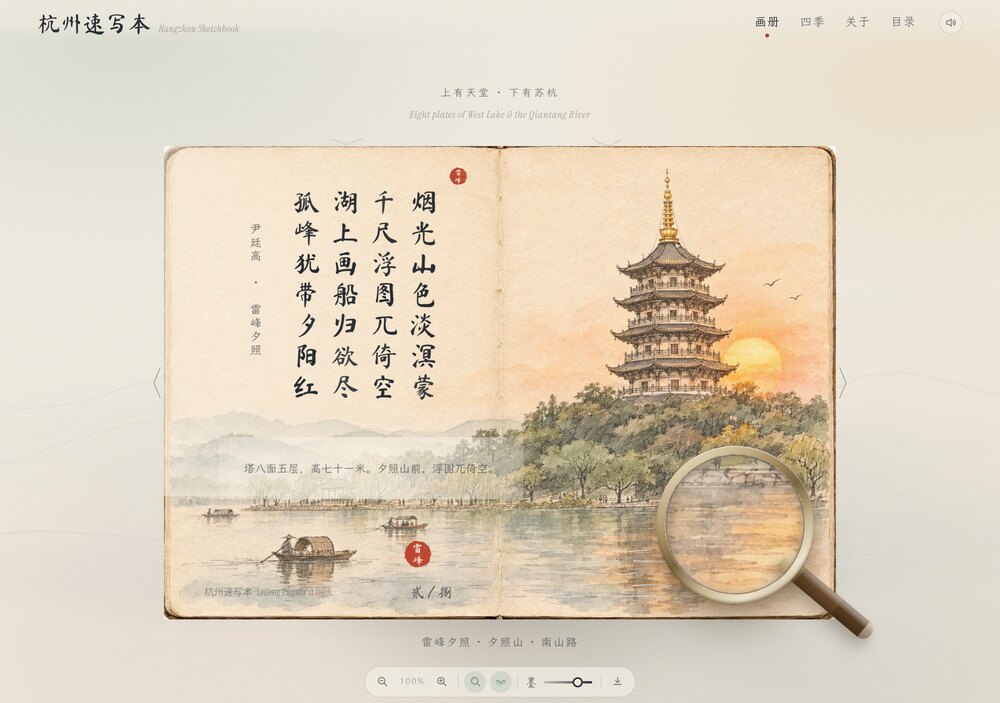 杭州速写本 Hangzhou Sketchbook
画册 四季 关于 目录
上有天堂 · 下有苏杭
Eight plates of West Lake & the Qiantang River
雷峰
烟光山色淡溟蒙
千尺浮图兀倚空
湖上画船归欲尽
孤峰犹带夕阳红
尹廷高 · 雷峰夕照
塔八面五层，高七十一米。夕照山前，浮图兀倚空。
雷峰
杭州速写本 Leifeng Pagoda at Dusk
贰 / 捌
雷峰夕照 · 夕照山 · 南山路
100%
墨